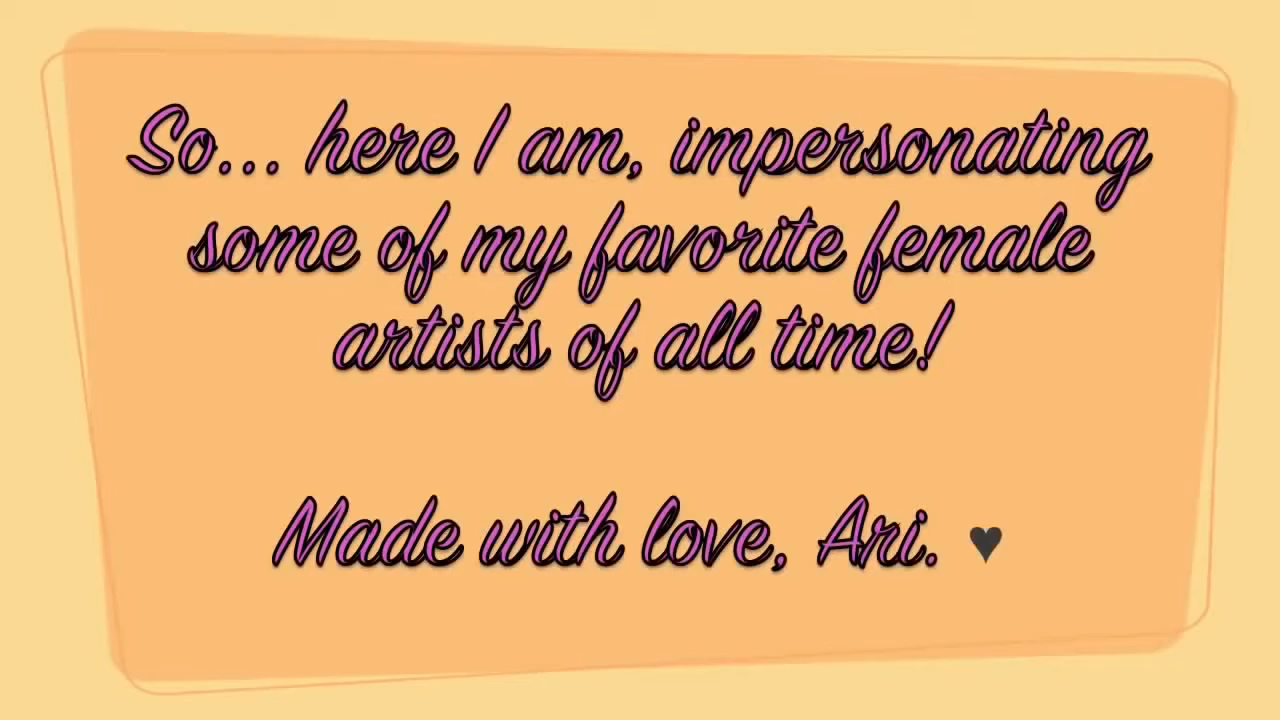 So... here I am, impersonating
some of my favorite female
artists of all time!
Made with love, Ari. ♥